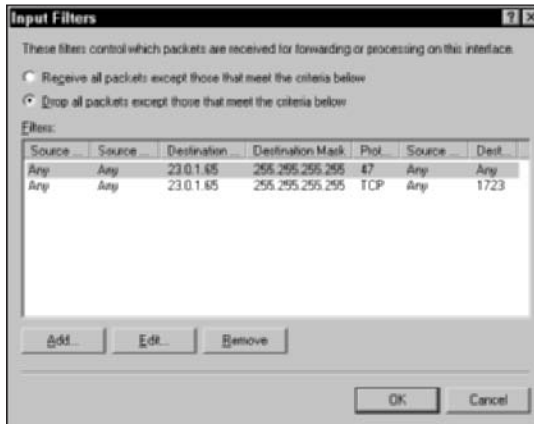 Input Filters
These filters control which packets are received for forwarding or processing on this interface.
Receive all packets except those that meet the criteria below
Drop all packets except those that meet the criteria below
Filters:
Source ... Source ... Destination ... Destination Mask Prot... Source ... Dest...
Any Any 23.0.1.65 255.255.255.255 47 Any Any
Any Any 23.0.1.65 255.255.255.255 TCP Any 1723
Add... Edit... Remove
OK Cancel